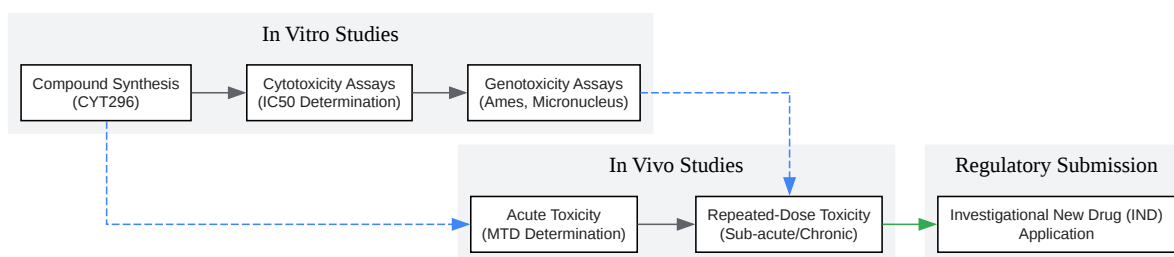 In Vitro Studies
Compound Synthesis
(CYT296)
Cytotoxicity Assays
(IC50 Determination)
Genotoxicity Assays
(Ames, Micronucleus)
In Vivo Studies
Acute Toxicity
(MTD Determination)
Repeated-Dose Toxicity
(Sub-acute/Chronic)
Regulatory Submission
Investigational New Drug (IND)
Application